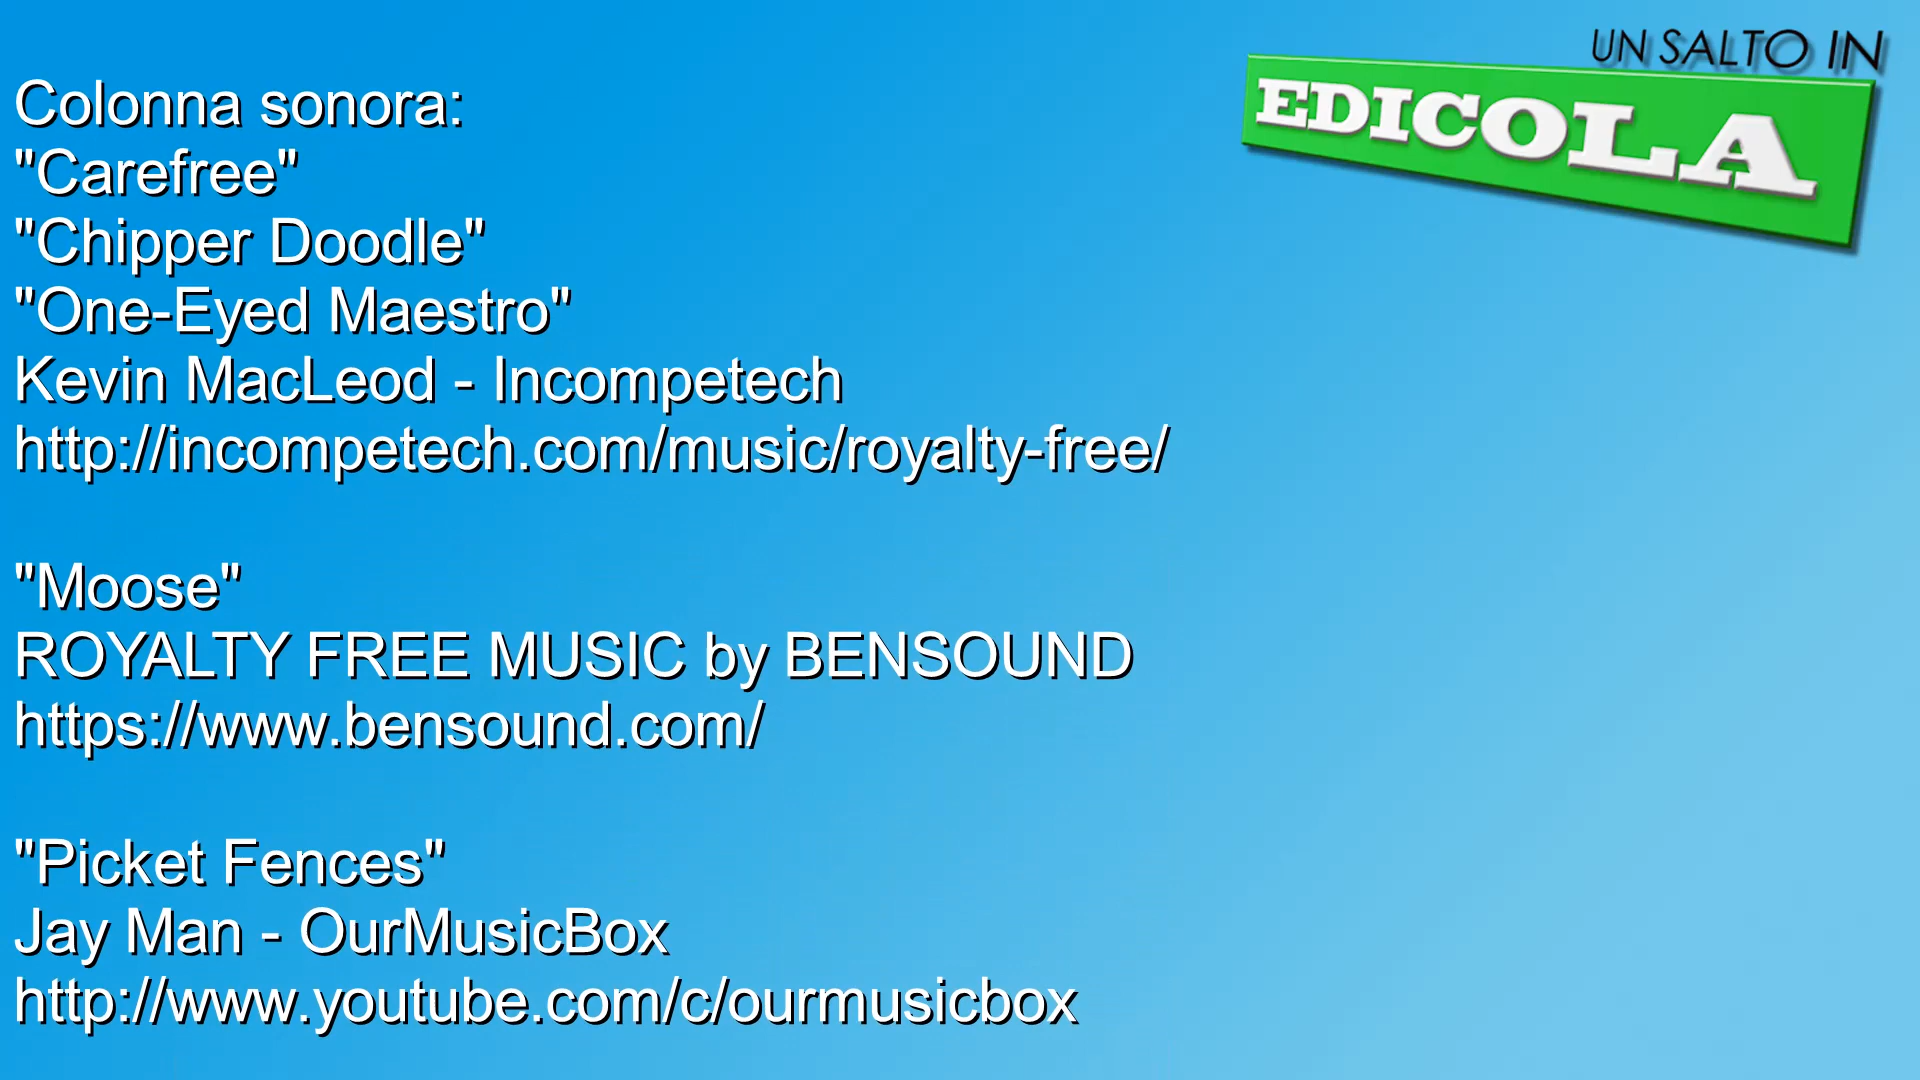 UN SALTO IN
EDICOLA
Colonna sonora:
"Carefree"
"Chipper Doodle"
"One-Eyed Maestro"
Kevin MacLeod - Incompetech
http://incompetech.com/music/royalty-free/
"Moose"
ROYALTY FREE MUSIC by BENSOUND
https://www.bensound.com/
"Picket Fences"
Jay Man - OurMusicBox
http://www.youtube.com/c/ourmusicbox